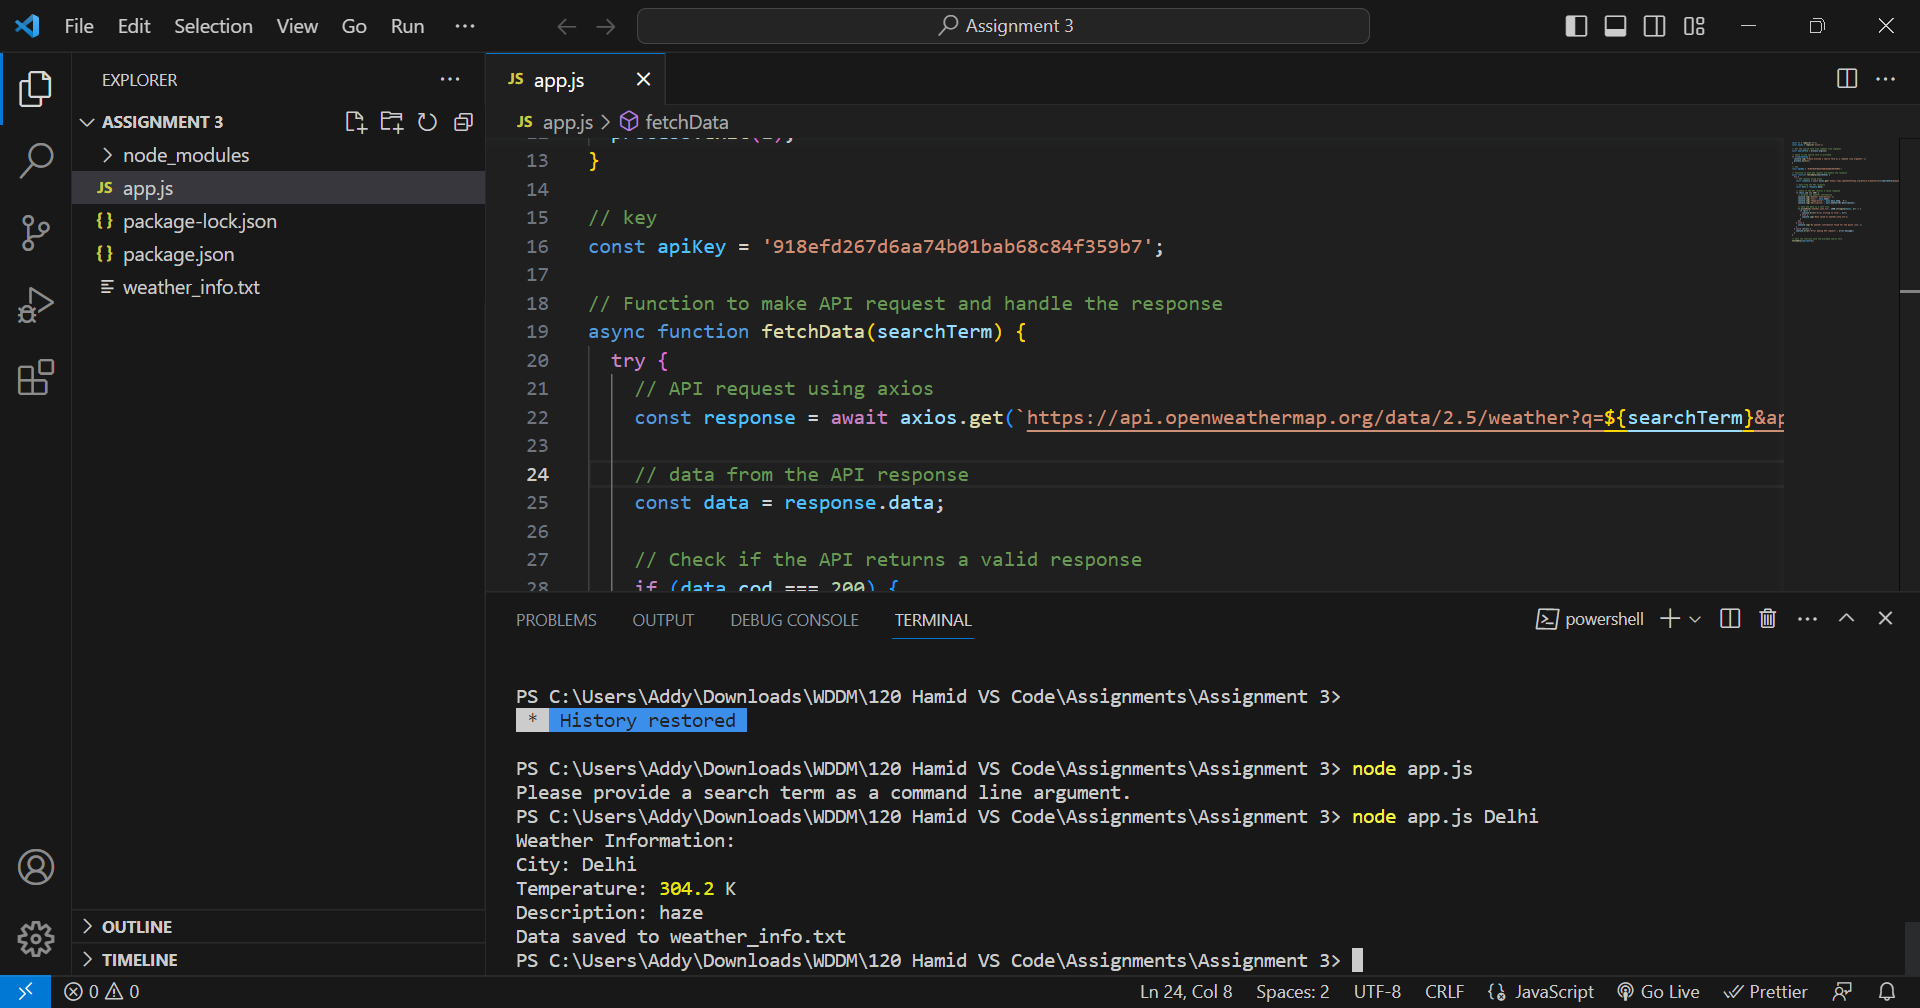 File Edit Selection View Go Run ···
Assignment 3
EXPLORER
ASSIGNMENT 3
node_modules
JS app.js
{} package-lock.json
{} package.json
weather_info.txt
OUTLINE
TIMELINE
JS app.js
JS app.js > fetchData
13 }
14
15 // key
16 const apiKey = '918efd267d6aa74b01bab68c84f359b7';
17
18 // Function to make API request and handle the response
19 async function fetchData(searchTerm) {
20 try {
21 // API request using axios
22 const response = await axios.get(`https://api.openweathermap.org/data/2.5/weather?q=${searchTerm}&ap
23
24 // data from the API response
25 const data = response.data;
26
27 // Check if the API returns a valid response
28 if (data.cod === 200) {
PROBLEMS OUTPUT DEBUG CONSOLE TERMINAL
powershell
PS C:\Users\Addy\Downloads\WDDM\120 Hamid VS Code\Assignments\Assignment 3>
* History restored
PS C:\Users\Addy\Downloads\WDDM\120 Hamid VS Code\Assignments\Assignment 3> node app.js
Please provide a search term as a command line argument.
PS C:\Users\Addy\Downloads\WDDM\120 Hamid VS Code\Assignments\Assignment 3> node app.js Delhi
Weather Information:
City: Delhi
Temperature: 304.2 K
Description: haze
Data saved to weather_info.txt
PS C:\Users\Addy\Downloads\WDDM\120 Hamid VS Code\Assignments\Assignment 3>
0 0
Ln 24, Col 8 Spaces: 2 UTF-8 CRLF {} JavaScript Go Live Prettier